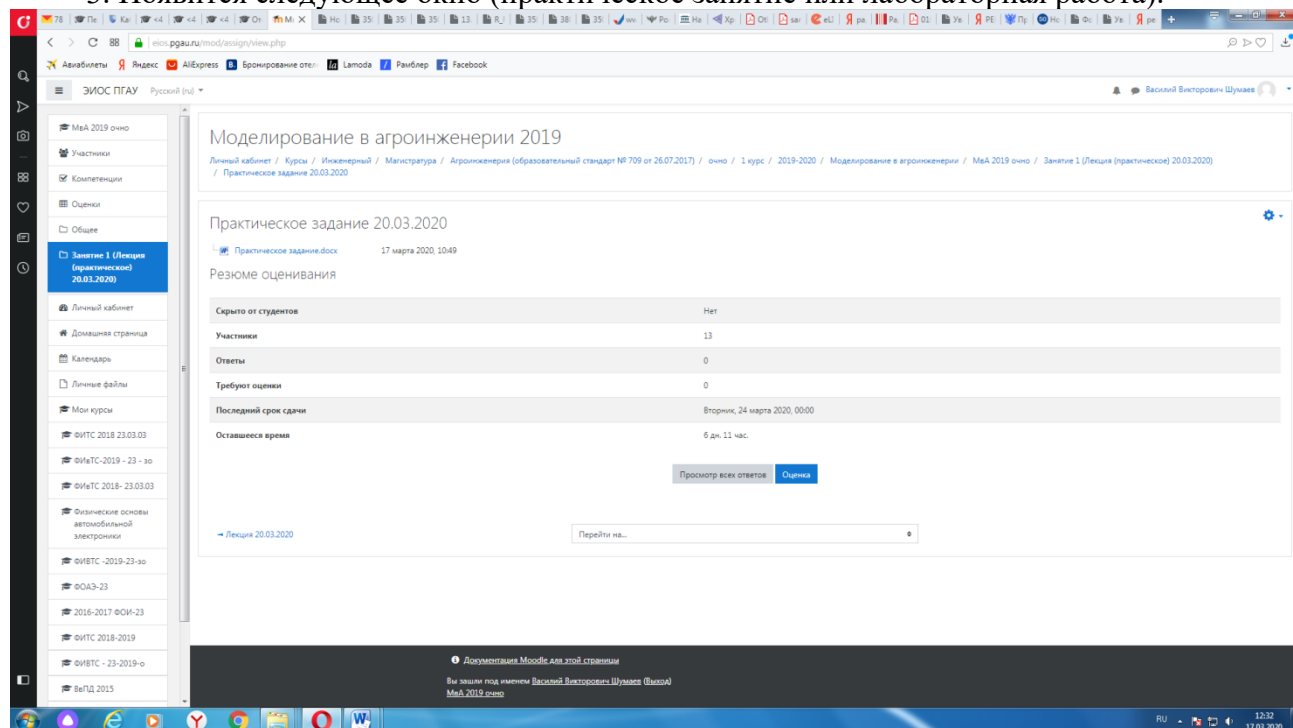 5. Появится следующее окно (практическое занятие или лабораторная работа).
eios.pgau.ru/mod/assign/view.php
Авиабилеты Яндекс AliExpress Бронирование отел Lamoda Рамблер Facebook
ЭИОС ПГАУ Русский (ru)
Василий Викторович Шумаев
МвА 2019 очно
Участники
Компетенции
Оценки
Общее
Занятие 1 (Лекция
(практическое)
20.03.2020)
Личный кабинет
Домашняя страница
Календарь
Личные файлы
Мои курсы
ФИТС 2018 23.03.03
ФИвТС-2019 - 23 - зо
ФИвТС 2018- 23.03.03
Физические основы
автомобильной
электроники
ФИВТС -2019-23-зо
ФОАЭ-23
2016-2017 ФОИ-23
ФИТС 2018-2019
ФИВТС - 23-2019-о
ВвПД 2015
Моделирование в агроинженерии 2019
Личный кабинет / Курсы / Инженерный / Магистратура / Агроинженерия (образовательный стандарт № 709 от 26.07.2017) / очно / 1 курс / 2019-2020 / Моделирование в агроинженерии / МвА 2019 очно / Занятие 1 (Лекция (практическое) 20.03.2020)
/ Практическое задание 20.03.2020
Практическое задание 20.03.2020
Практическое задание.docx 17 марта 2020, 10:49
Резюме оценивания
Скрыто от студентов Нет
Участники 13
Ответы 0
Требуют оценки 0
Последний срок сдачи Вторник, 24 марта 2020, 00:00
Оставшееся время 6 дн. 11 час.
Просмотр всех ответов Оценка
→ Лекция 20.03.2020 Перейти на...
Документация Moodle для этой страницы
Вы зашли под именем Василий Викторович Шумаев (Выход)
МвА 2019 очно
RU 12:32
17.03.2020